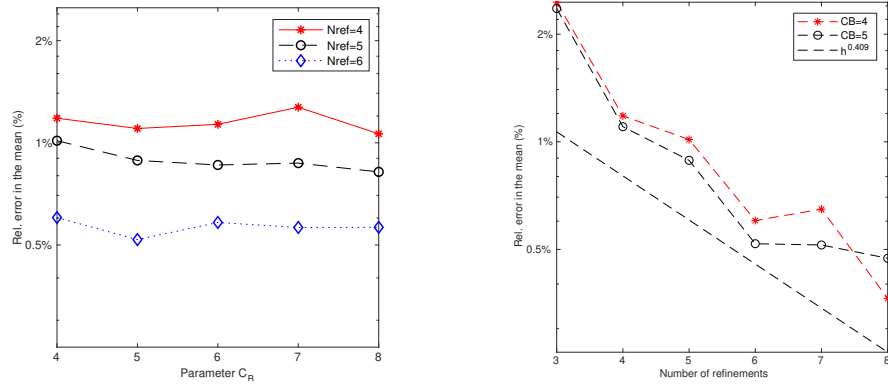 2%
1%
0.5%
Rel. error in the mean (%)
Nref=4
Nref=5
Nref=6
4 5 6 7 8
Parameter C_B
2%
1%
0.5%
Rel. error in the mean (%)
CB=4
CB=5
h^0.409
3 4 5 6 7 8
Number of refinements